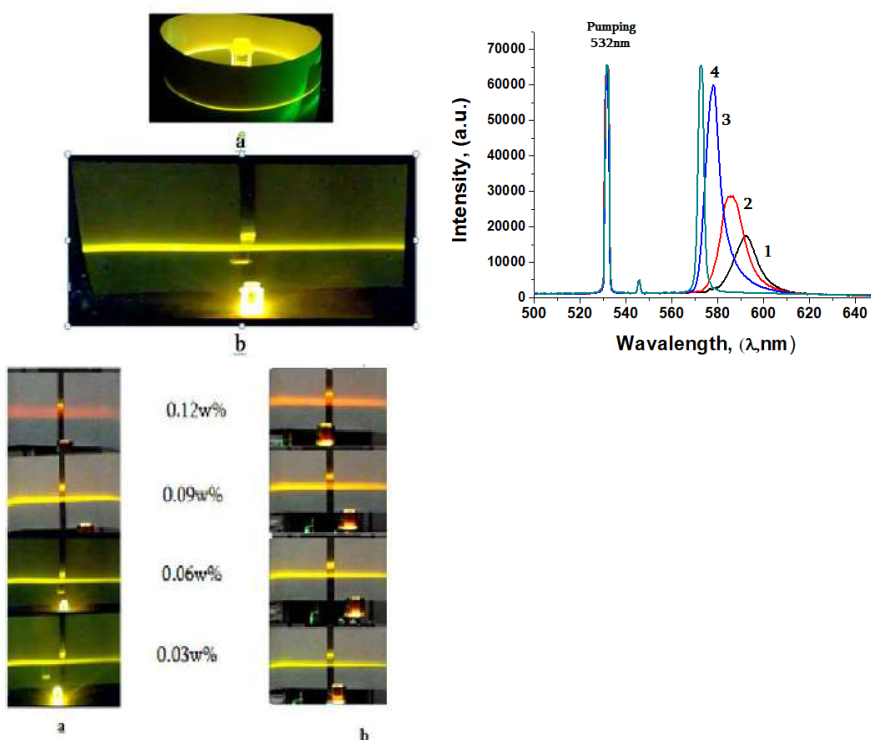 a
b
0.12w%
0.09w%
0.06w%
0.03w%
a
b
Pumping
532nm
Intensity, (a.u.)
70000
60000
50000
40000
30000
20000
10000
0
4
3
2
1
500 520 540 560 580 600 620 640
Wavalength, (λ,nm)